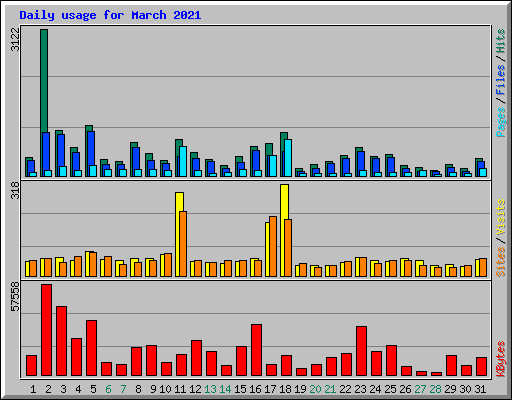 Daily usage for March 2021
3122
Pages / Files / Hits
318
Sites / Visits
57558
KBytes
1 2 3 4 5 6 7 8 9 10 11 12 13 14 15 16 17 18 19 20 21 22 23 24 25 26 27 28 29 30 31